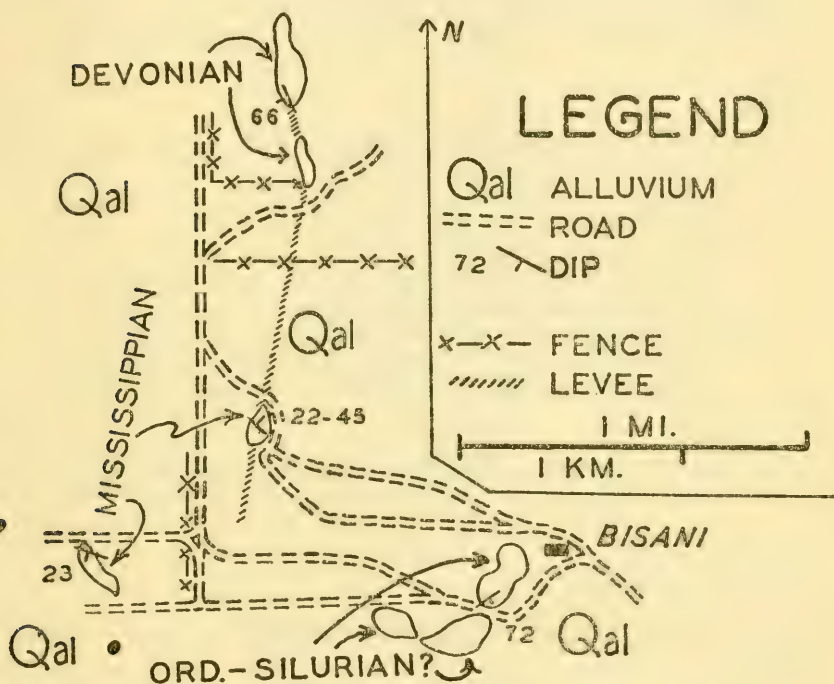 N
DEVONIAN
66
LEGEND
Qal
Qal ALLUVIUM
ROAD
72 DIP
Qal
FENCE
LEVEE
MISSISSIPPIAN
22-45
1 MI.
1 KM.
BISANI
23
72
Qal
Qal
ORD.-SILURIAN?